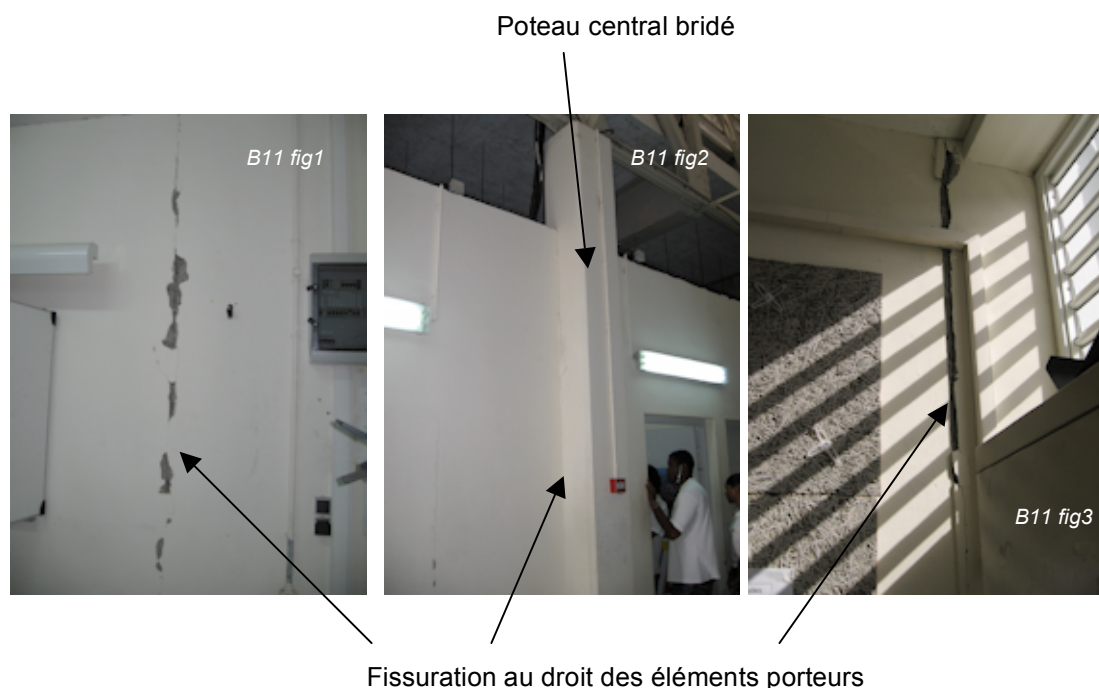 Poteau central bridé
B11 fig1
B11 fig2
B11 fig3
Fissuration au droit des éléments porteurs